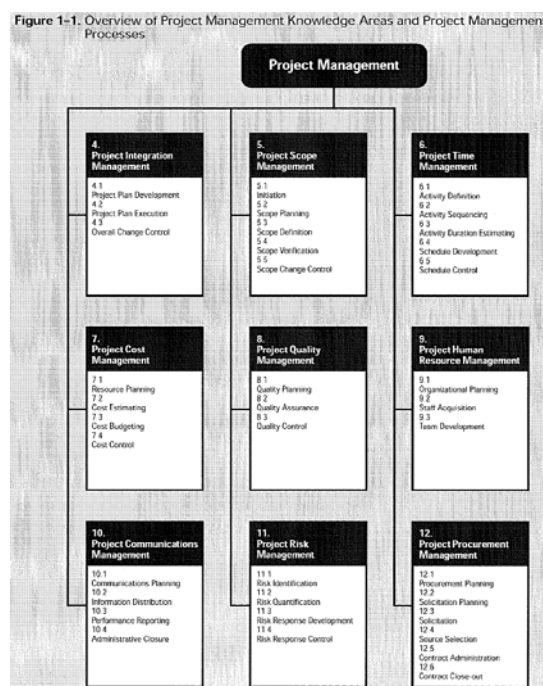 Figure 1–1. Overview of Project Management Knowledge Areas and Project Management
Processes
Project Management
4.
Project Integration
Management
4.1
Project Plan Development
4.2
Project Plan Execution
4.3
Overall Change Control
5.
Project Scope
Management
5.1
Initiation
5.2
Scope Planning
5.3
Scope Definition
5.4
Scope Verification
5.5
Scope Change Control
6.
Project Time
Management
6.1
Activity Definition
6.2
Activity Sequencing
6.3
Activity Duration Estimating
6.4
Schedule Development
6.5
Schedule Control
7.
Project Cost
Management
7.1
Resource Planning
7.2
Cost Estimating
7.3
Cost Budgeting
7.4
Cost Control
8.
Project Quality
Management
8.1
Quality Planning
8.2
Quality Assurance
8.3
Quality Control
9.
Project Human
Resource Management
9.1
Organizational Planning
9.2
Staff Acquisition
9.3
Team Development
10.
Project Communications
Management
10.1
Communications Planning
10.2
Information Distribution
10.3
Performance Reporting
10.4
Administrative Closure
11.
Project Risk
Management
11.1
Risk Identification
11.2
Risk Quantification
11.3
Risk Response Development
11.4
Risk Response Control
12.
Project Procurement
Management
12.1
Procurement Planning
12.2
Solicitation Planning
12.3
Solicitation
12.4
Source Selection
12.5
Contract Administration
12.6
Contract Close-out